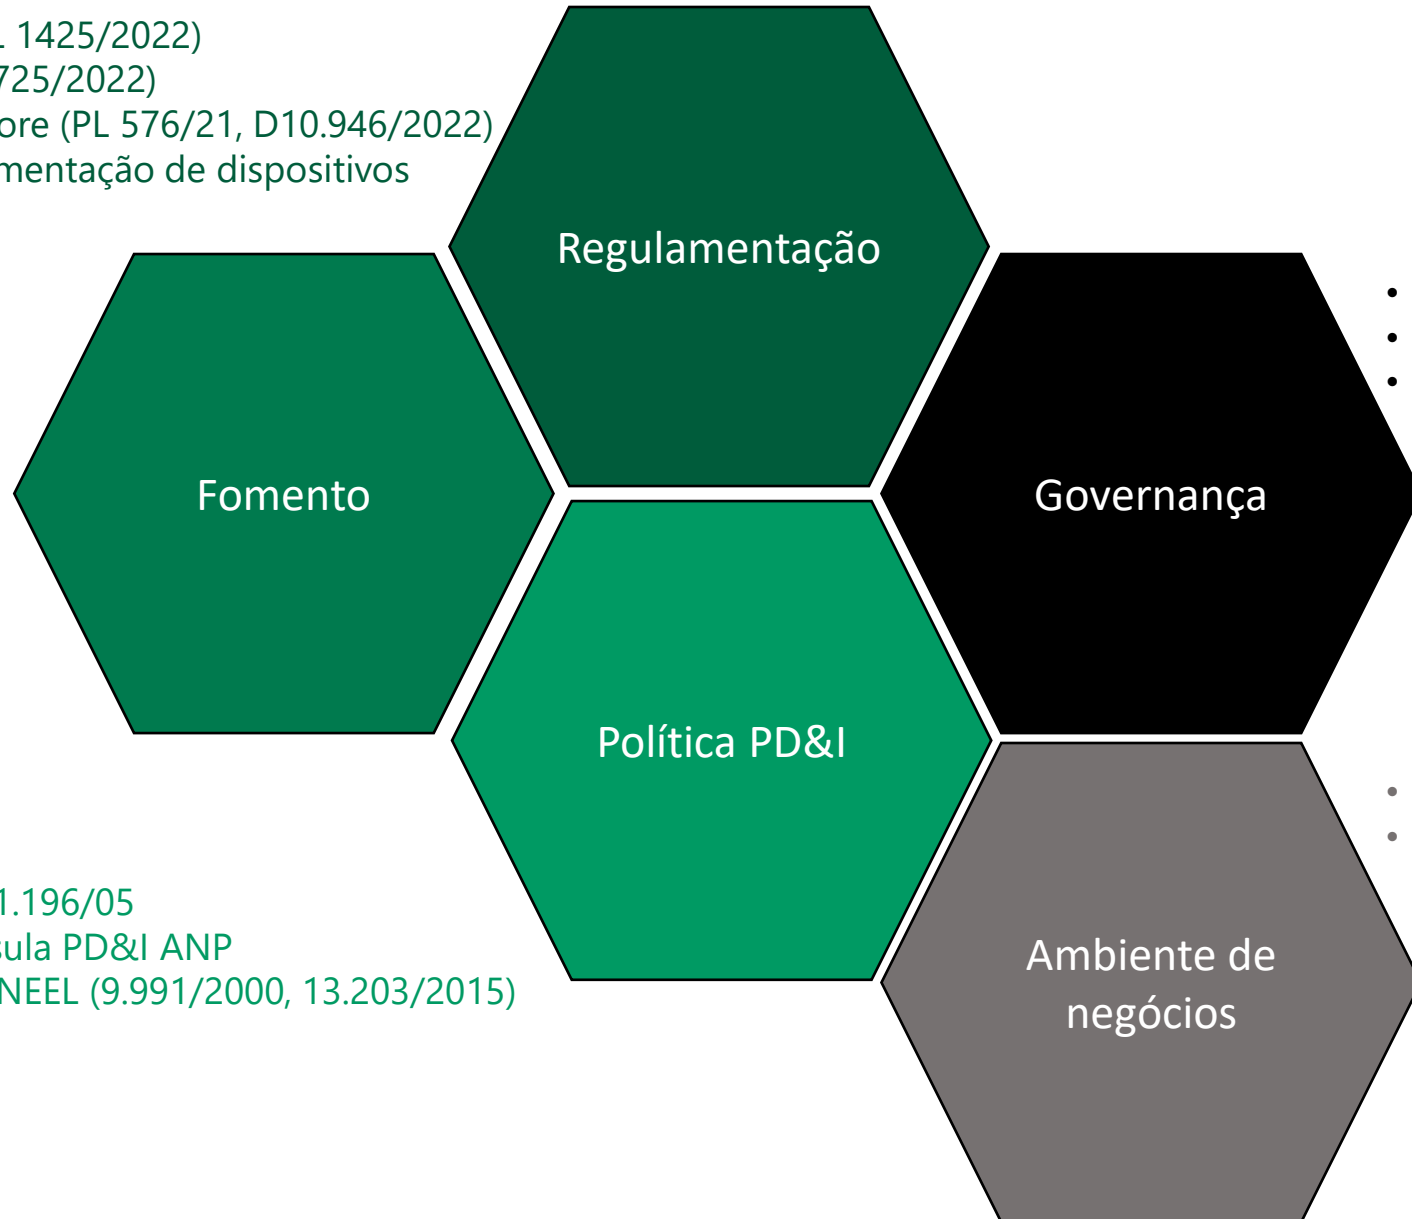 L 1425/2022)
725/2022)
ore (PL 576/21, D10.946/2022)
mentação de dispositivos
Regulamentação
Fomento
Governança
•
•
•
Política PD&I
•
•
1.196/05
sula PD&I ANP
NEEL (9.991/2000, 13.203/2015)
Ambiente de
negócios